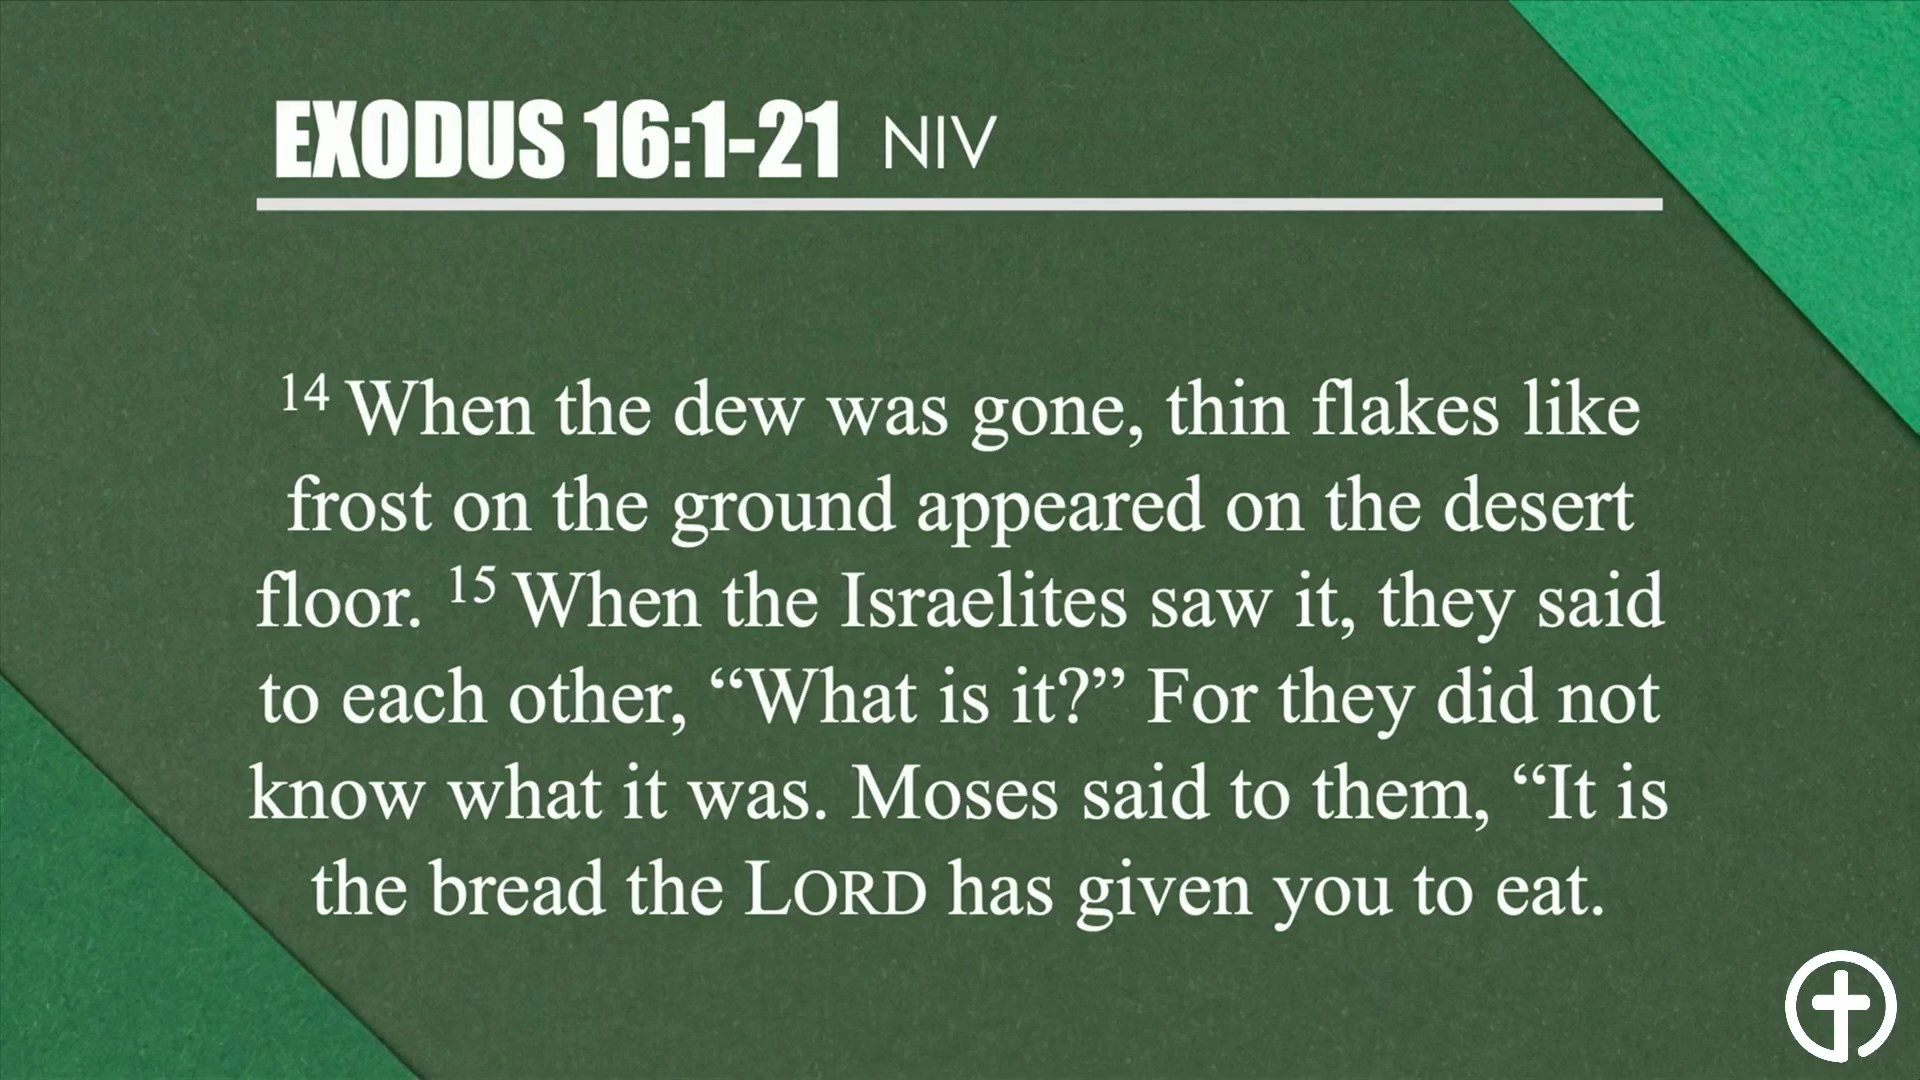 EXODUS 16:1-21 NIV
14 When the dew was gone, thin flakes like
frost on the ground appeared on the desert
floor. 15 When the Israelites saw it, they said
to each other, “What is it?” For they did not
know what it was. Moses said to them, “It is
the bread the LORD has given you to eat.